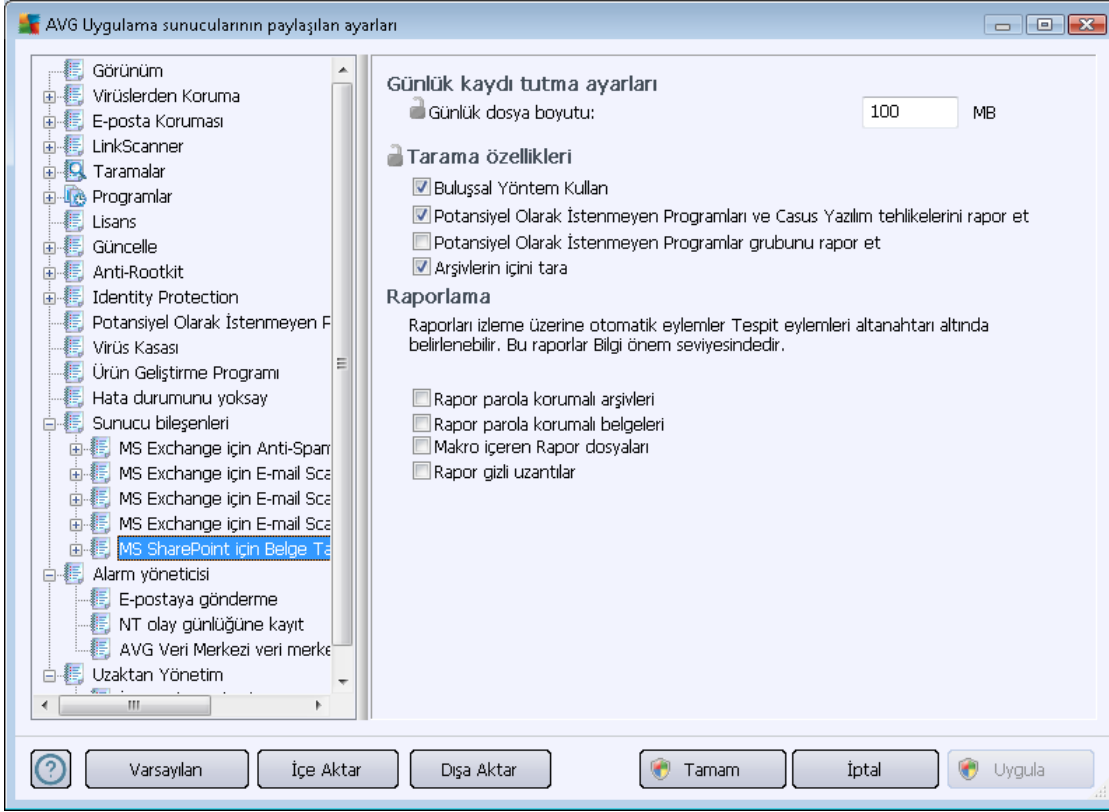 AVG Uygulama sunucularının paylaşılan ayarları
Görünüm
Virüslerden Koruma
E-posta Koruması
LinkScanner
Taramalar
Programlar
Lisans
Güncelle
Anti-Rootkit
Identity Protection
Potansiyel Olarak İstenmeyen
Virüs Kasası
Ürün Geliştirme Programı
Hata durumunu yoksay
Sunucu bileşenleri
MS Exchange için Anti-Spam
MS Exchange için E-mail Sca
MS Exchange için E-mail Sca
MS Exchange için E-mail Sca
MS SharePoint için Belge Ta
Alarm yöneticisi
E-postaya gönderme
NT olay günlüğüne kayıt
AVG Veri Merkezi veri merke
Uzaktan Yönetim
Günlük kaydı tutma ayarları
Günlük dosya boyutu: 100 MB
Tarama özellikleri
Buluşsal Yöntem Kullan
Potansiyel Olarak İstenmeyen Programları ve Casus Yazılım tehlikelerini rapor et
Potansiyel Olarak İstenmeyen Programlar grubunu rapor et
Arşivlerin içini tara
Raporlama
Raporları izleme üzerine otomatik eylemler Tespit eylemleri altanahtarı altında
belirlenebilir. Bu raporlar Bilgi önem seviyesindedir.
Rapor parola korumalı arşivleri
Rapor parola korumalı belgeleri
Makro içeren Rapor dosyaları
Rapor gizli uzantılar
Varsayılan İçe Aktar Dışa Aktar Tamam İptal Uygula